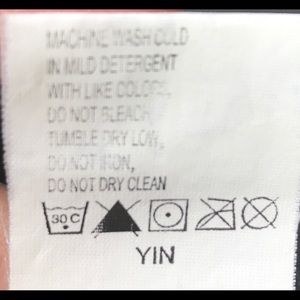 MACHINE WASH COLD
IN MILD DETERGENT
WITH LIKE COLORS,
DO NOT BLEACH,
TUMBLE DRY LOW,
DO NOT IRON,
DO NOT DRY CLEAN
30 C
YIN